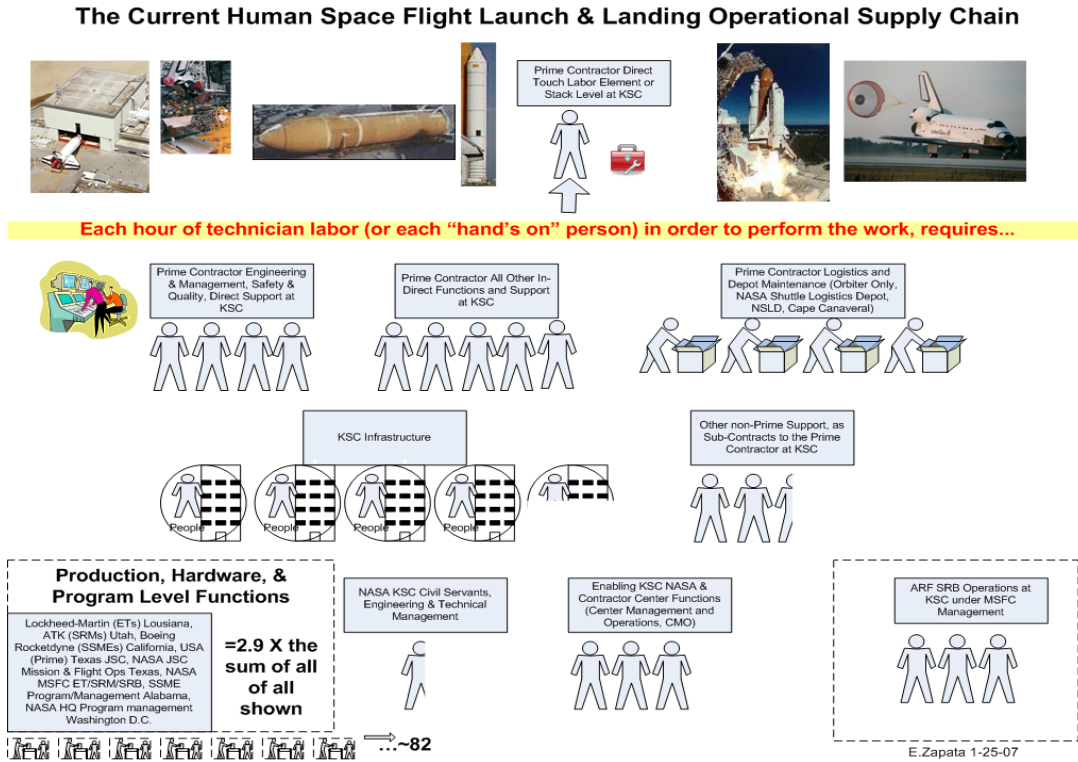 The Current Human Space Flight Launch & Landing Operational Supply Chain
Prime Contractor Direct
Touch Labor Element or
Stack Level at KSC
Each hour of technician labor (or each “hand’s on” person) in order to perform the work, requires...
Prime Contractor Engineering
& Management, Safety &
Quality, Direct Support at
KSC
Prime Contractor All Other In-
Direct Functions and Support
at KSC
Prime Contractor Logistics and
Depot Maintenance (Orbiter Only,
NASA Shuttle Logistics Depot,
NSLD, Cape Canaveral)
KSC Infrastructure
Other non-Prime Support, as
Sub-Contracts to the Prime
Contractor at KSC
People
People
People
People
Production, Hardware, &
Program Level Functions
Lockheed-Martin (ETs) Lousiana,
ATK (SRMs) Utah, Boeing
Rocketdyne (SSMEs) California, USA
(Prime) Texas JSC, NASA JSC
Mission & Flight Ops Texas, NASA
MSFC ET/SRM/SRB, SSME
Program/Management Alabama,
NASA HQ Program management
Washington D.C.
=2.9 X the
sum of all
of all
shown
...~82
NASA KSC Civil Servants,
Engineering & Technical
Management
Enabling KSC NASA &
Contractor Center Functions
(Center Management and
Operations, CMO)
ARF SRB Operations at
KSC under MSFC
Management
E.Zapata 1-25-07